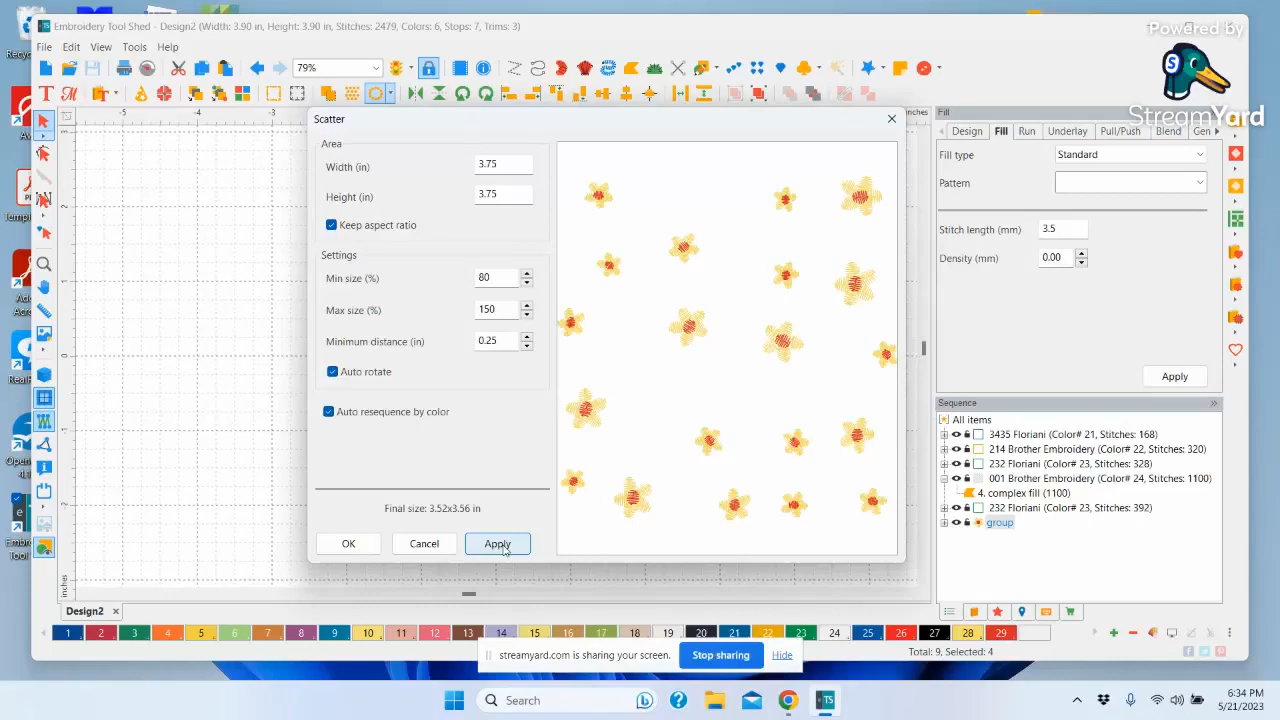 Embroidery Tool Shed - Design2 (Width: 3.90 in, Height: 3.90 in, Stitches: 2479, Colors: 6, Stops: 7, Trims: 3)
Powered by
StreamYard
File Edit View Tools Help
79%
-5 -4 -3 inches
Scatter
Area
Width (in) 3.75
Height (in) 3.75
Keep aspect ratio
Settings
Min size (%) 80
Max size (%) 150
Minimum distance (in) 0.25
Auto rotate
Auto resequence by color
Final size: 3.52x3.56 in
OK Cancel Apply
Fill
Design Fill Run Underlay Pull/Push Blend Gen
Fill type Standard
Pattern
Stitch length (mm) 3.5
Density (mm) 0.00
Apply
Sequence
All items
3435 Floriani (Color# 21, Stitches: 168)
214 Brother Embroidery (Color# 22, Stitches: 320)
232 Floriani (Color# 23, Stitches: 328)
001 Brother Embroidery (Color# 24, Stitches: 1100)
4. complex fill (1100)
232 Floriani (Color# 23, Stitches: 392)
group
inches
Design2
1 2 3 4 5 6 7 8 9 10 11 12 13 14 15 16 17 18 19 20 21 22 23 24 25 26 27 28 29
streamyard.com is sharing your screen. Stop sharing Hide
Total: 9, Selected: 4
Search
6:34 PM
5/21/2023